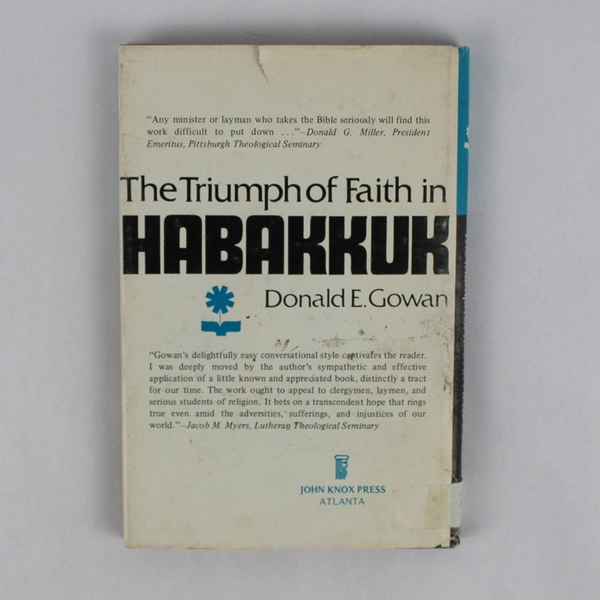 "Any minister or layman who takes the Bible seriously will find this
work difficult to put down ..."—Donald G. Miller, President
Emeritus, Pittsburgh Theological Seminary
The Triumph of Faith in
HABAKKUK
Donald E. Gowan
"Gowan's delightfully easy conversational style captivates the reader.
I was deeply moved by the author's sympathetic and effective
application of a little known and appreciated book, distinctly a tract
for our time. The work ought to appeal to clergymen, laymen, and
serious students of religion. It bets on a transcendent hope that rings
true even amid the adversities, sufferings, and injustices of our
world."—Jacob M. Myers, Lutheran Theological Seminary
JOHN KNOX PRESS
ATLANTA